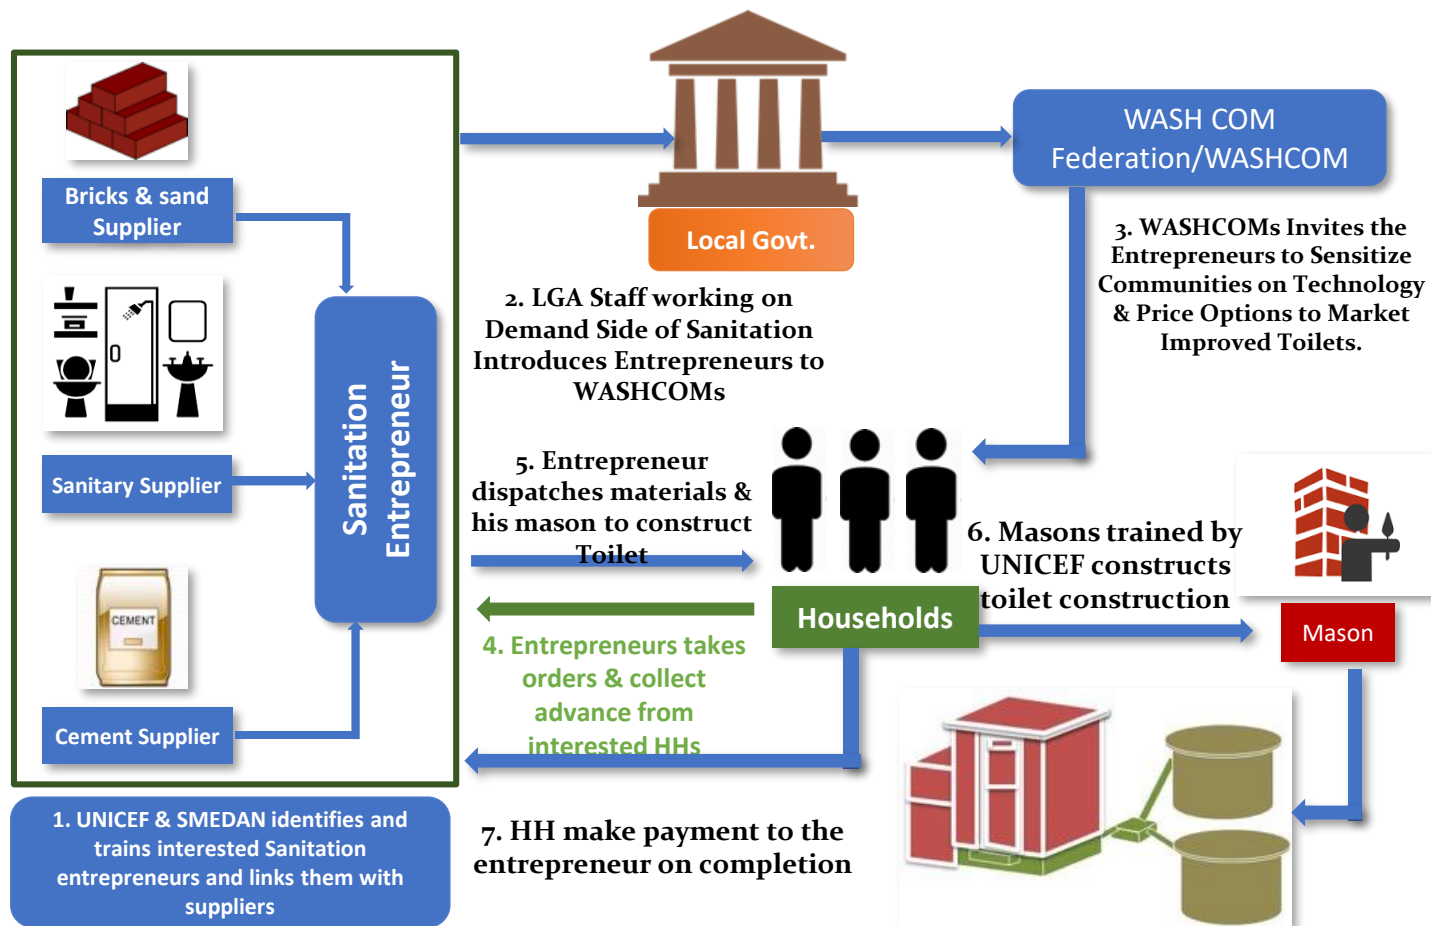 Bricks & sand
Supplier
Sanitary Supplier
CEMENT
Cement Supplier
Sanitation
Entrepreneur
1. UNICEF & SMEDAN identifies and
trains interested Sanitation
entrepreneurs and links them with
suppliers
Local Govt.
2. LGA Staff working on
Demand Side of Sanitation
Introduces Entrepreneurs to
WASHCOMs
WASH COM
Federation/WASHCOM
3. WASHCOMs Invites the
Entrepreneurs to Sensitize
Communities on Technology
& Price Options to Market
Improved Toilets.
5. Entrepreneur
dispatches materials &
his mason to construct
Toilet
4. Entrepreneurs takes
orders & collect
advance from
interested HHs
Households
6. Masons trained by
UNICEF constructs
toilet construction
Mason
7. HH make payment to the
entrepreneur on completion